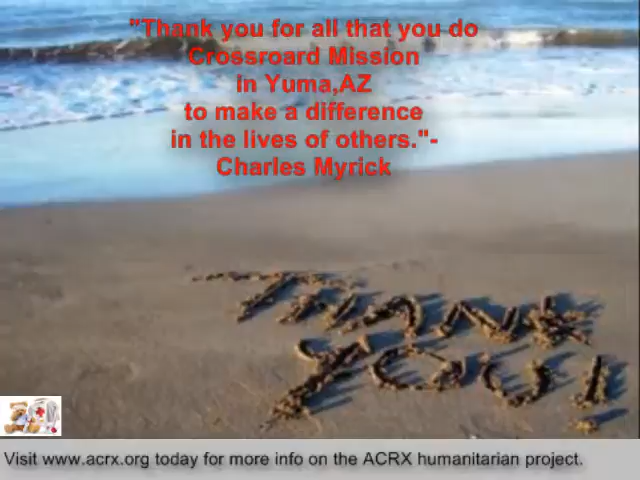 "Thank you for all that you do
Crossroard Mission
in Yuma,AZ
to make a difference
in the lives of others."-
Charles Myrick
THANK
YOU!
Visit www.acrx.org today for more info on the ACRX humanitarian project.